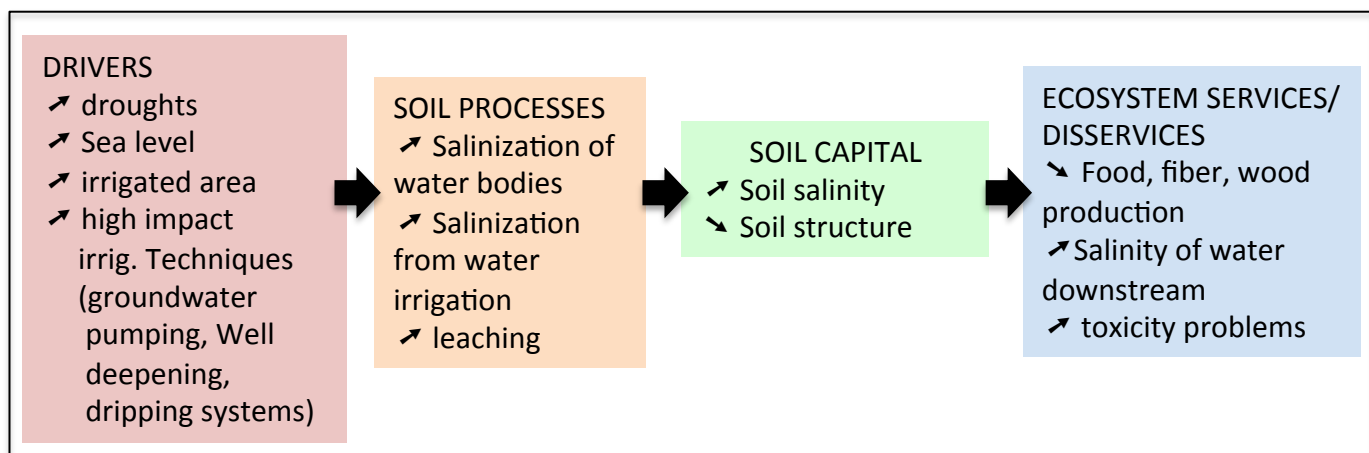 DRIVERS
↗ droughts
↗ Sea level
↗ irrigated area
↗ high impact
irrig. Techniques
(groundwater
pumping, Well
deepening,
dripping systems)
SOIL PROCESSES
↗ Salinization of
water bodies
↗ Salinization
from water
irrigation
↗ leaching
SOIL CAPITAL
↗ Soil salinity
↘ Soil structure
ECOSYSTEM SERVICES/
DISSERVICES
↘ Food, fiber, wood
production
↗ Salinity of water
downstream
↗ toxicity problems